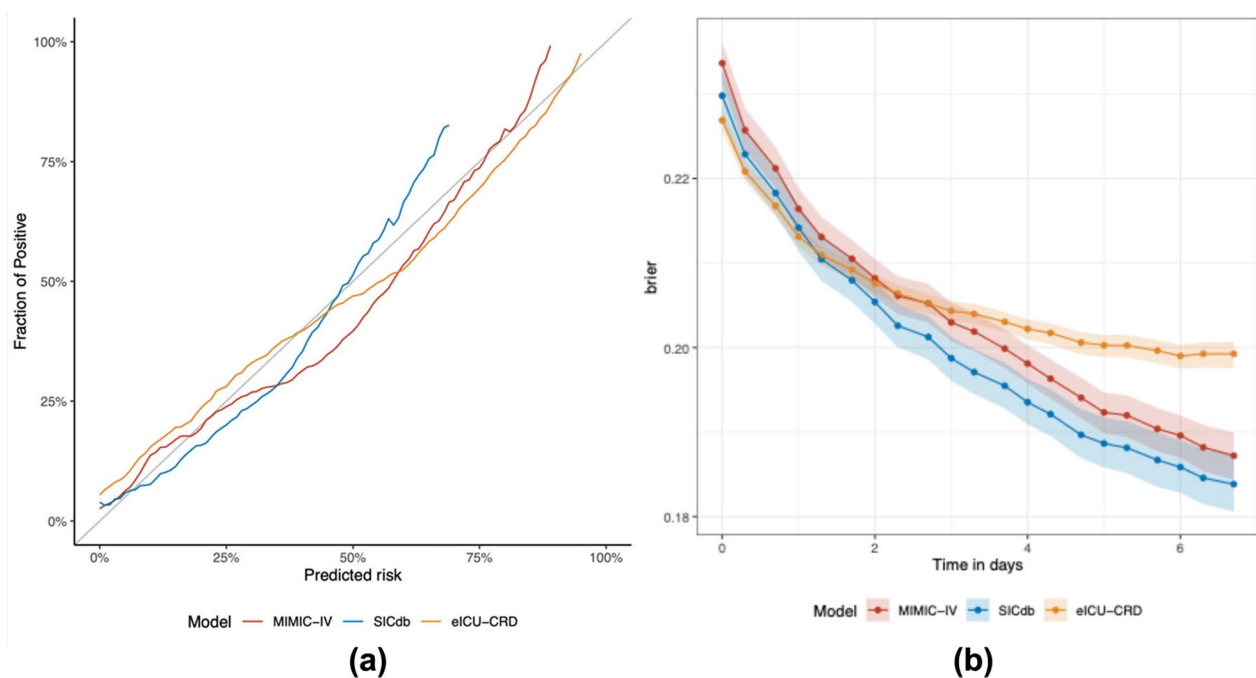 100%
75%
50%
25%
0%
Fraction of Positive
0% 25% 50% 75% 100%
Predicted risk
Model MIMIC-IV SICdb eICU-CRD
(a)
0.22
0.20
0.18
brier
0 2 4 6
Time in days
Model MIMIC-IV SICdb eICU-CRD
(b)